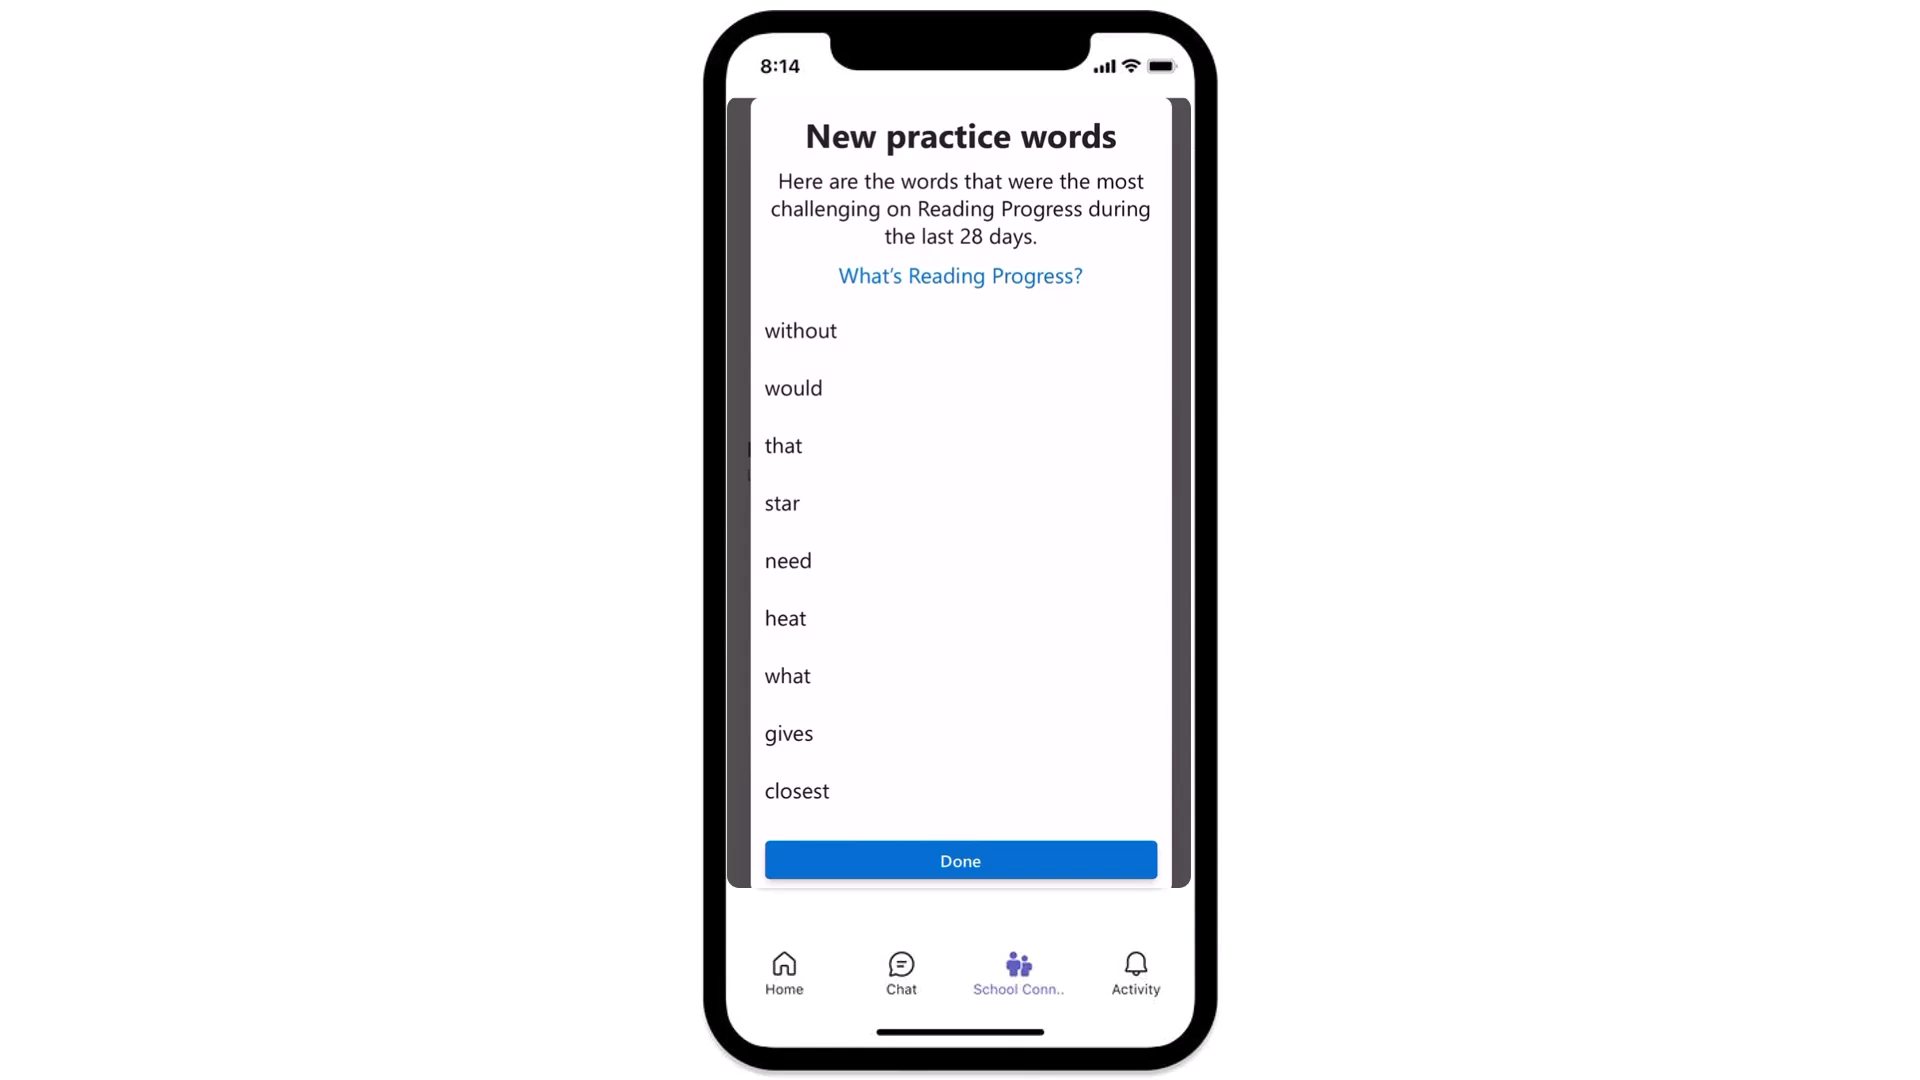 8:14
New practice words
Here are the words that were the most
challenging on Reading Progress during
the last 28 days.
What's Reading Progress?
without
would
that
star
need
heat
what
gives
closest
Done
Home
Chat
School Conn..
Activity